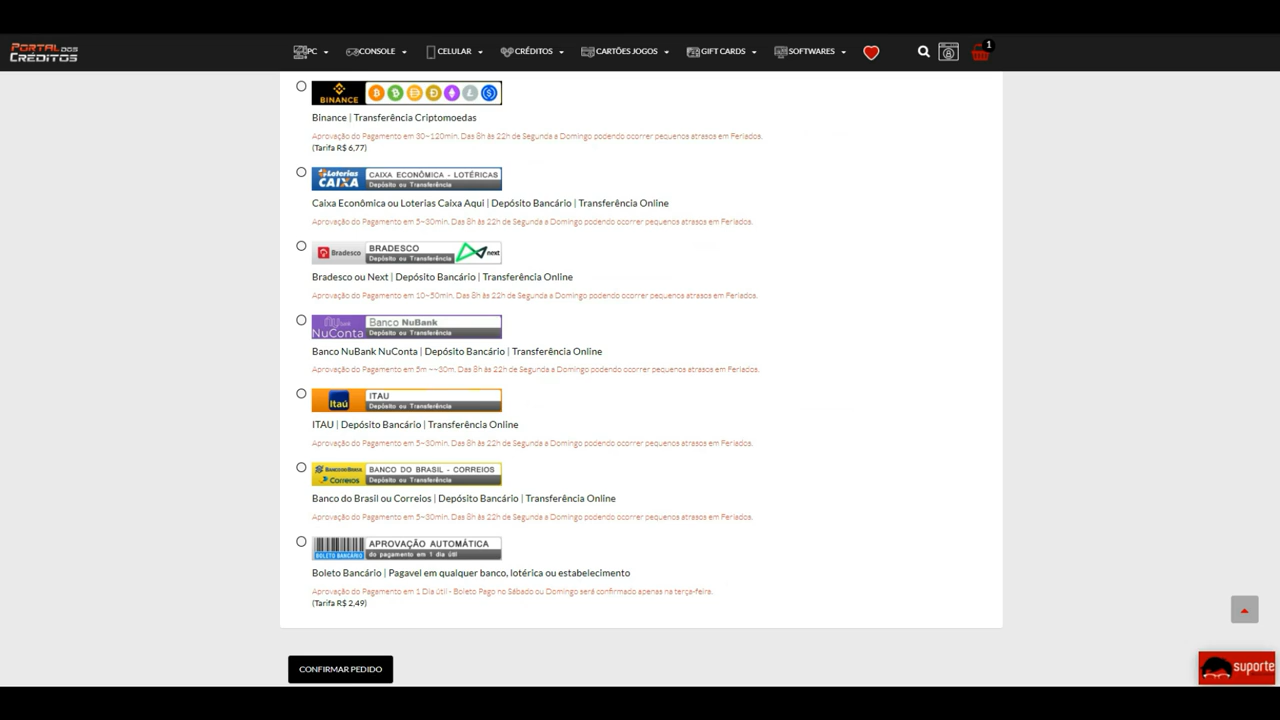 PORTAL DOS
CRÉDITOS
PC
CONSOLE
CELULAR
CRÉDITOS
CARTÕES JOGOS
GIFT CARDS
SOFTWARES
1
BINANCE
Binance | Transferência Criptomoedas
Aprovação do Pagamento em 30~120min. Das 8h às 22h de Segunda a Domingo podendo ocorrer pequenos atrasos em Feriados.
(Tarifa R$ 6,77)
Loterias
CAIXA
CAIXA ECONÔMICA - LOTÉRICAS
Depósito ou Transferência
Caixa Econômica ou Loterias Caixa Aqui | Depósito Bancário | Transferência Online
Aprovação do Pagamento em 5~30min. Das 8h às 22h de Segunda a Domingo podendo ocorrer pequenos atrasos em Feriados.
Bradesco
BRADESCO
Depósito ou Transferência
next
Bradesco ou Next | Depósito Bancário | Transferência Online
Aprovação do Pagamento em 10~50min. Das 8h às 22h de Segunda a Domingo podendo ocorrer pequenos atrasos em Feriados.
NuConta
Banco NuBank
Depósito ou Transferência
Banco NuBank NuConta | Depósito Bancário | Transferência Online
Aprovação do Pagamento em 5m ~~30m. Das 8h às 22h de Segunda a Domingo podendo ocorrer pequenos atrasos em Feriados.
Itaú
ITAU
Depósito ou Transferência
ITAU | Depósito Bancário | Transferência Online
Aprovação do Pagamento em 5~30min. Das 8h às 22h de Segunda a Domingo podendo ocorrer pequenos atrasos em Feriados.
BANCO DO BRASIL
Correios
BANCO DO BRASIL - CORREIOS
Depósito ou Transferência
Banco do Brasil ou Correios | Depósito Bancário | Transferência Online
Aprovação do Pagamento em 5~30min. Das 8h às 22h de Segunda a Domingo podendo ocorrer pequenos atrasos em Feriados.
BOLETO BANCÁRIO
APROVAÇÃO AUTOMÁTICA
do pagamento em 1 dia útil
Boleto Bancário | Pagavel em qualquer banco, lotérica ou estabelecimento
Aprovação do Pagamento em 1 Dia útil - Boleto Pago no Sábado ou Domingo será confirmado apenas na terça-feira.
(Tarifa R$ 2,49)
CONFIRMAR PEDIDO
suporte